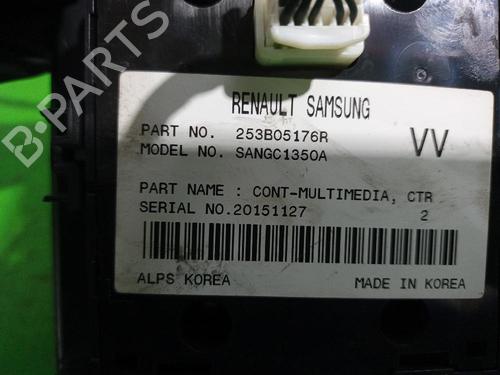 B-PARTS
RENAULT SAMSUNG
PART NO. 253B05176R
MODEL NO. SANGC1350A
VV
PART NAME : CONT-MULTIMEDIA, CTR
SERIAL NO.20151127 2
ALPS KOREA MADE IN KOREA